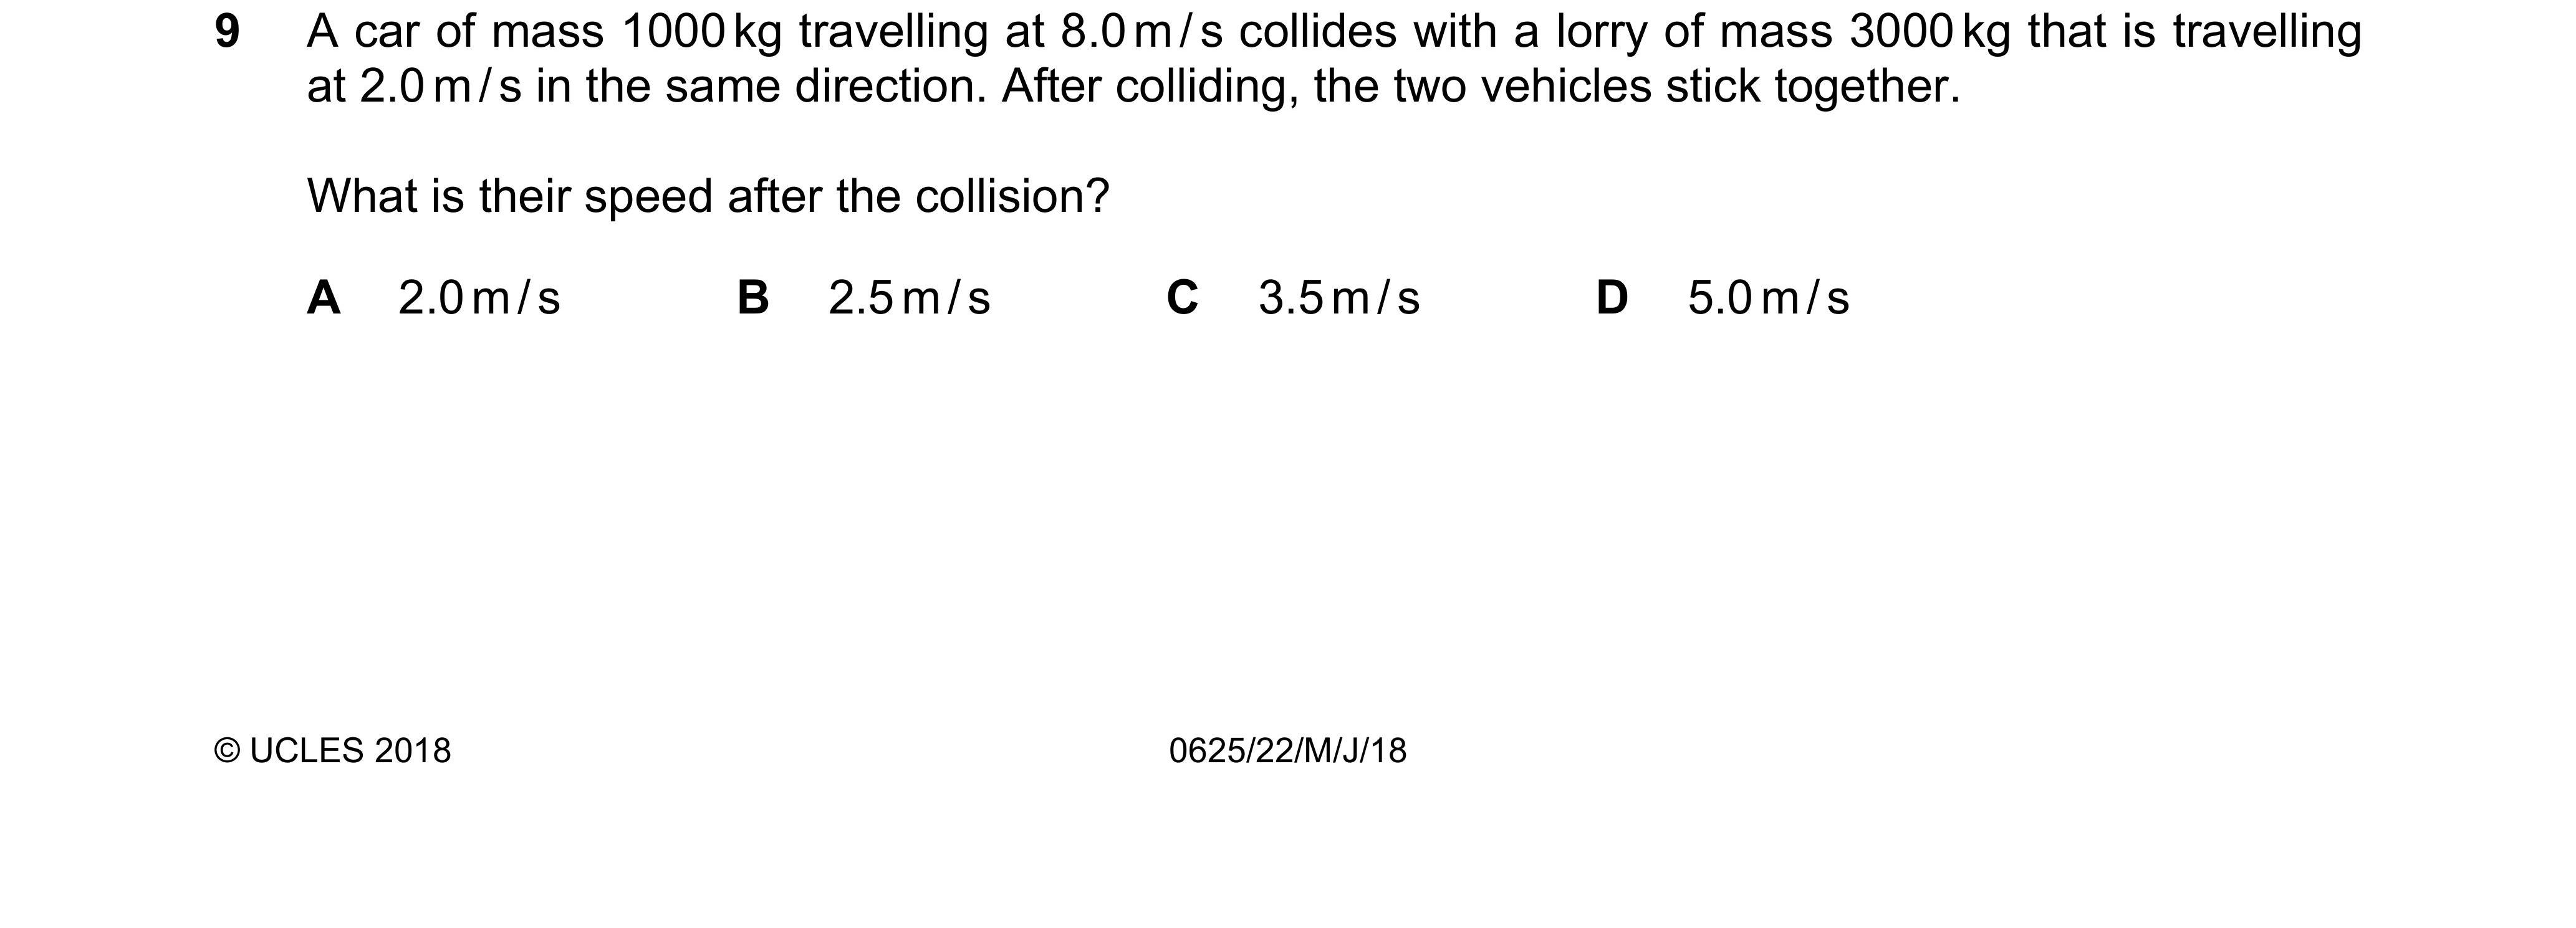 9 A car of mass 1000 kg travelling at 8.0 m / s collides with a lorry of mass 3000 kg that is travelling
at 2.0 m / s in the same direction. After colliding, the two vehicles stick together.
What is their speed after the collision?
A 2.0 m / s B 2.5 m / s C 3.5 m / s D 5.0 m / s
© UCLES 2018 0625/22/M/J/18